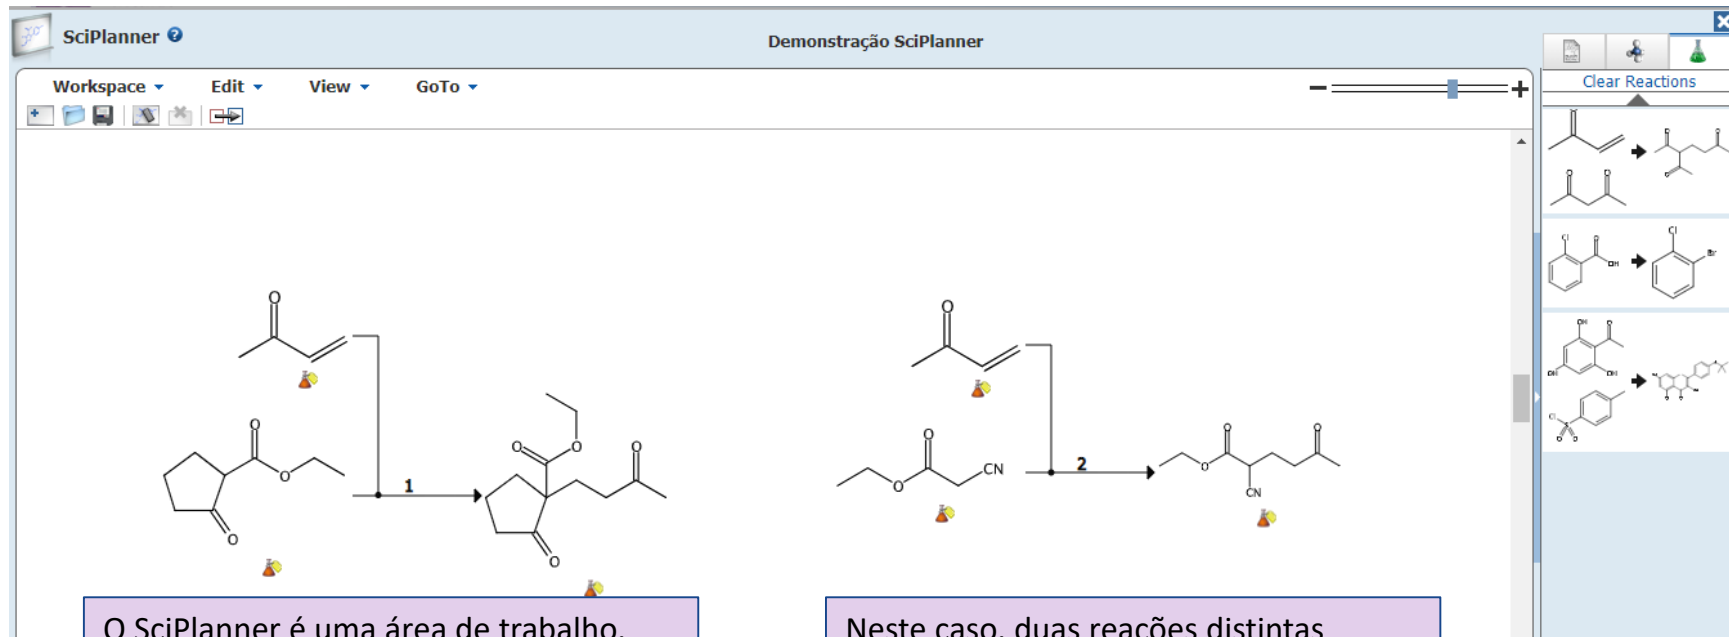 SciPlanner
Demonstração SciPlanner
Workspace
Edit
View
GoTo
Clear Reactions
O
O
O
O
1
O
O
O
O
O
O
O
CN
2
O
O
O
CN
O SciPlanner é uma área de trabalho,
Neste caso, duas reações distintas
O
O
O
O
O
O
Cl
O
OH
Cl
Br
OH
O
OH
OH
Cl